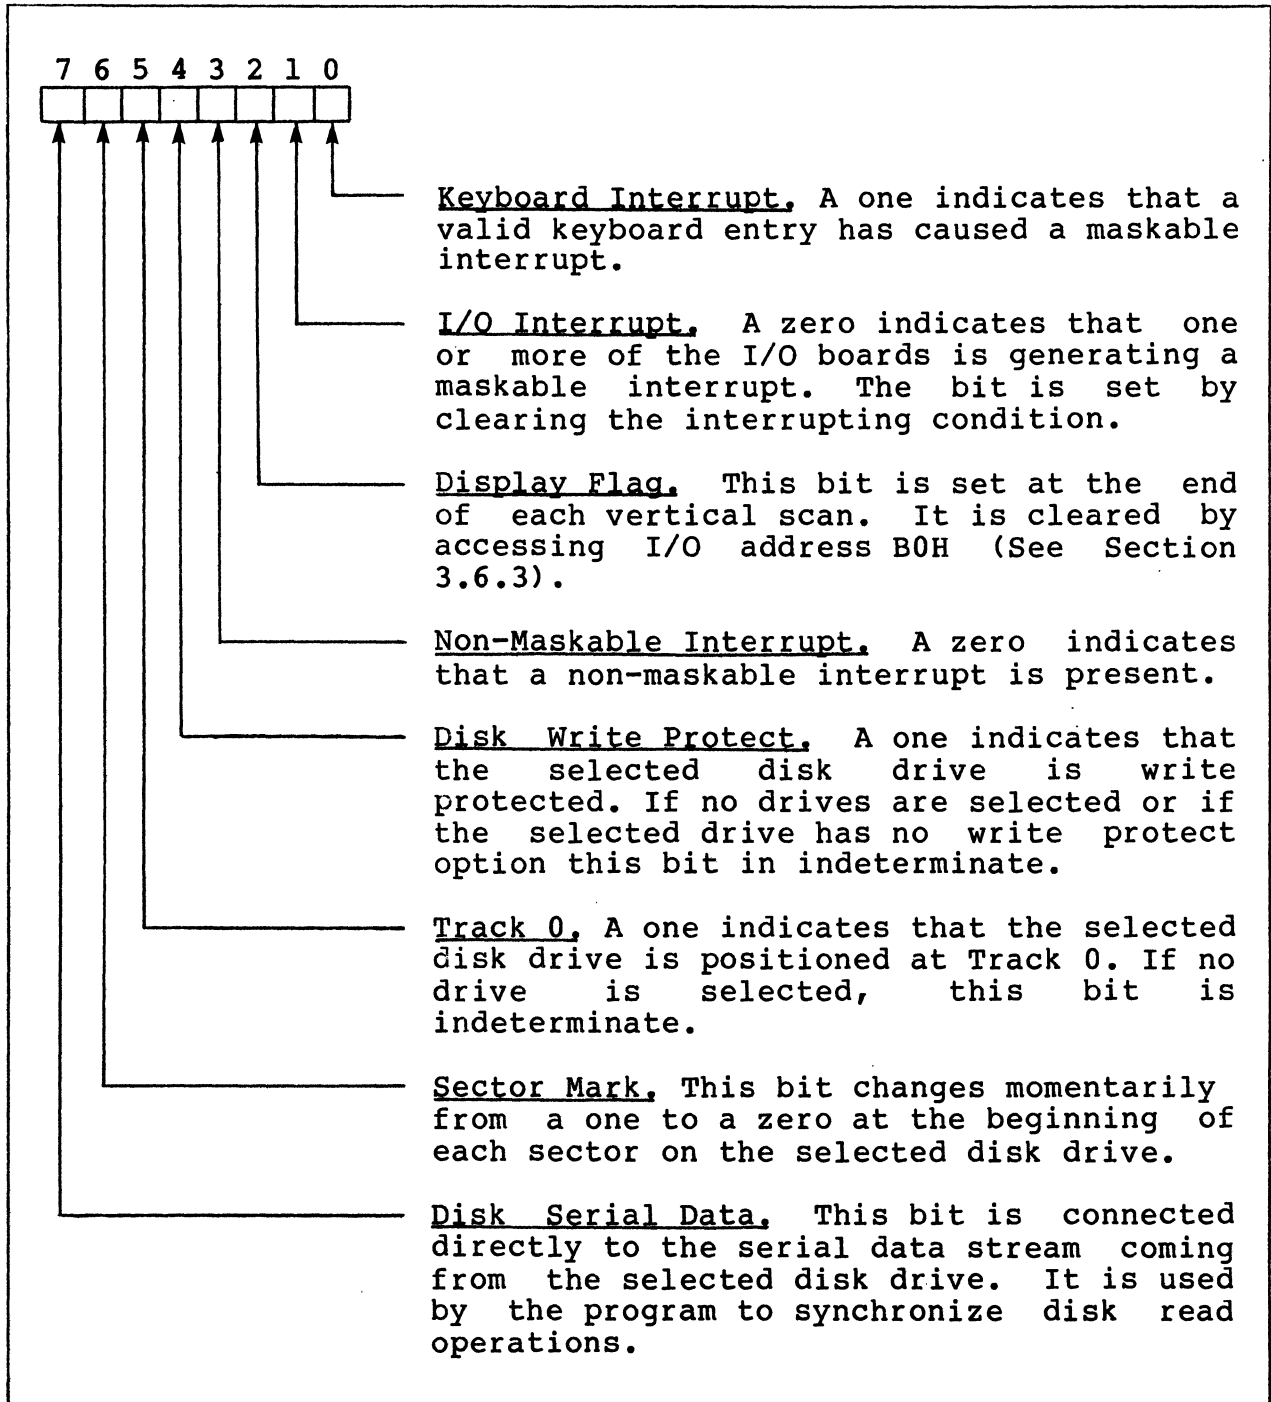 7 6 5 4 3 2 1 0
Keyboard Interrupt. A one indicates that a
valid keyboard entry has caused a maskable
interrupt.
I/O Interrupt. A zero indicates that one
or more of the I/O boards is generating a
maskable interrupt. The bit is set by
clearing the interrupting condition.
Display Flag. This bit is set at the end
of each vertical scan. It is cleared by
accessing I/O address B0H (See Section
3.6.3).
Non-Maskable Interrupt. A zero indicates
that a non-maskable interrupt is present.
Disk Write Protect. A one indicates that
the selected disk drive is write
protected. If no drives are selected or if
the selected drive has no write protect
option this bit in indeterminate.
Track 0. A one indicates that the selected
disk drive is positioned at Track 0. If no
drive is selected, this bit is
indeterminate.
Sector Mark. This bit changes momentarily
from a one to a zero at the beginning of
each sector on the selected disk drive.
Disk Serial Data. This bit is connected
directly to the serial data stream coming
from the selected disk drive. It is used
by the program to synchronize disk read
operations.